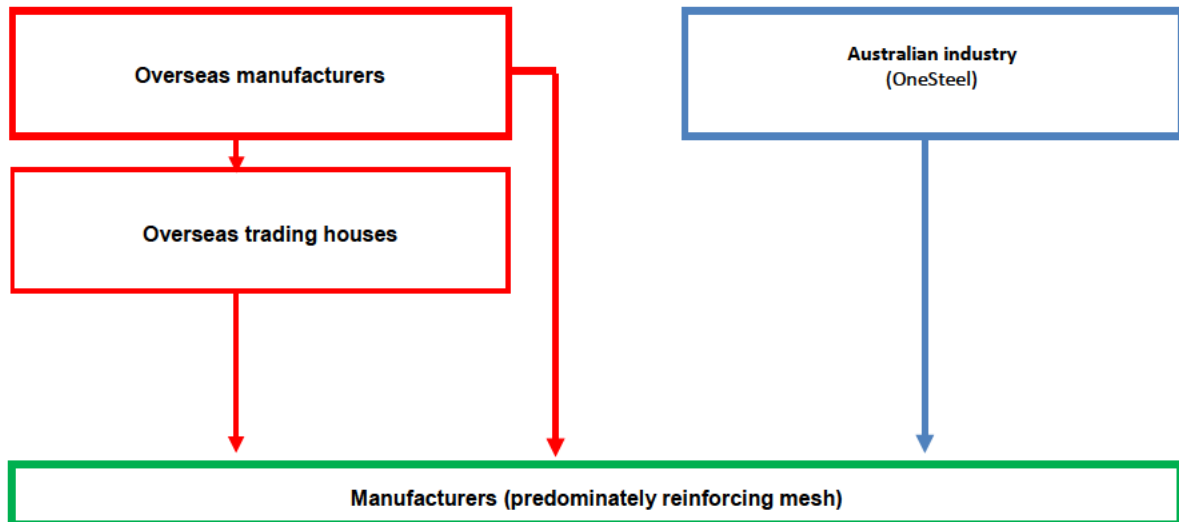 Overseas manufacturers
Australian industry
(OneSteel)
Overseas trading houses
Manufacturers (predominately reinforcing mesh)